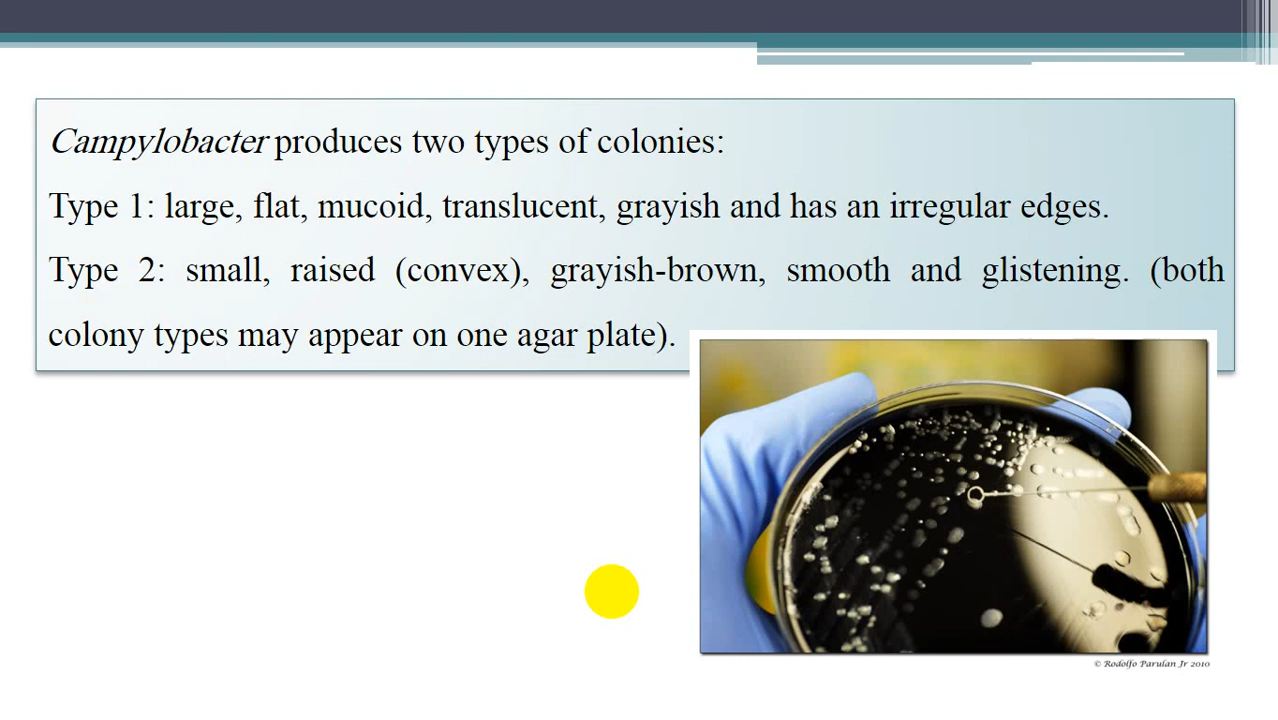 Campylobacter produces two types of colonies:
Type 1: large, flat, mucoid, translucent, grayish and has an irregular edges.
Type 2: small, raised (convex), grayish-brown, smooth and glistening. (both
colony types may appear on one agar plate).
© Rodolfo Parulan Jr 2010